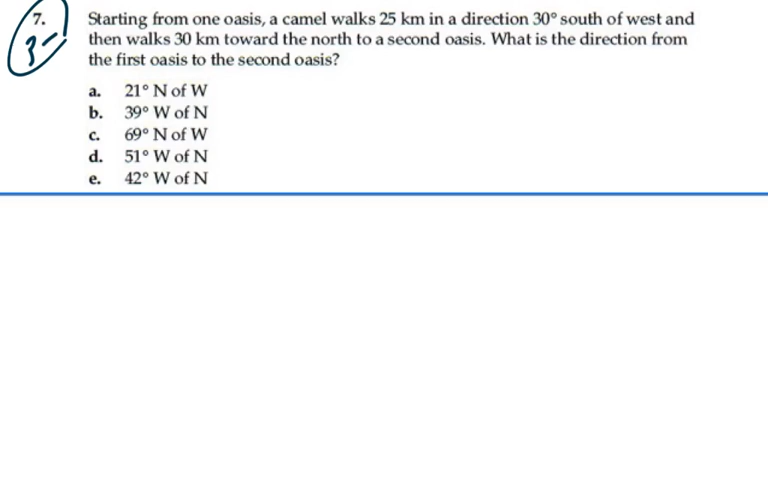 7. Starting from one oasis, a camel walks 25 km in a direction 30° south of west and
then walks 30 km toward the north to a second oasis. What is the direction from
the first oasis to the second oasis?
a. 21° N of W
b. 39° W of N
c. 69° N of W
d. 51° W of N
e. 42° W of N